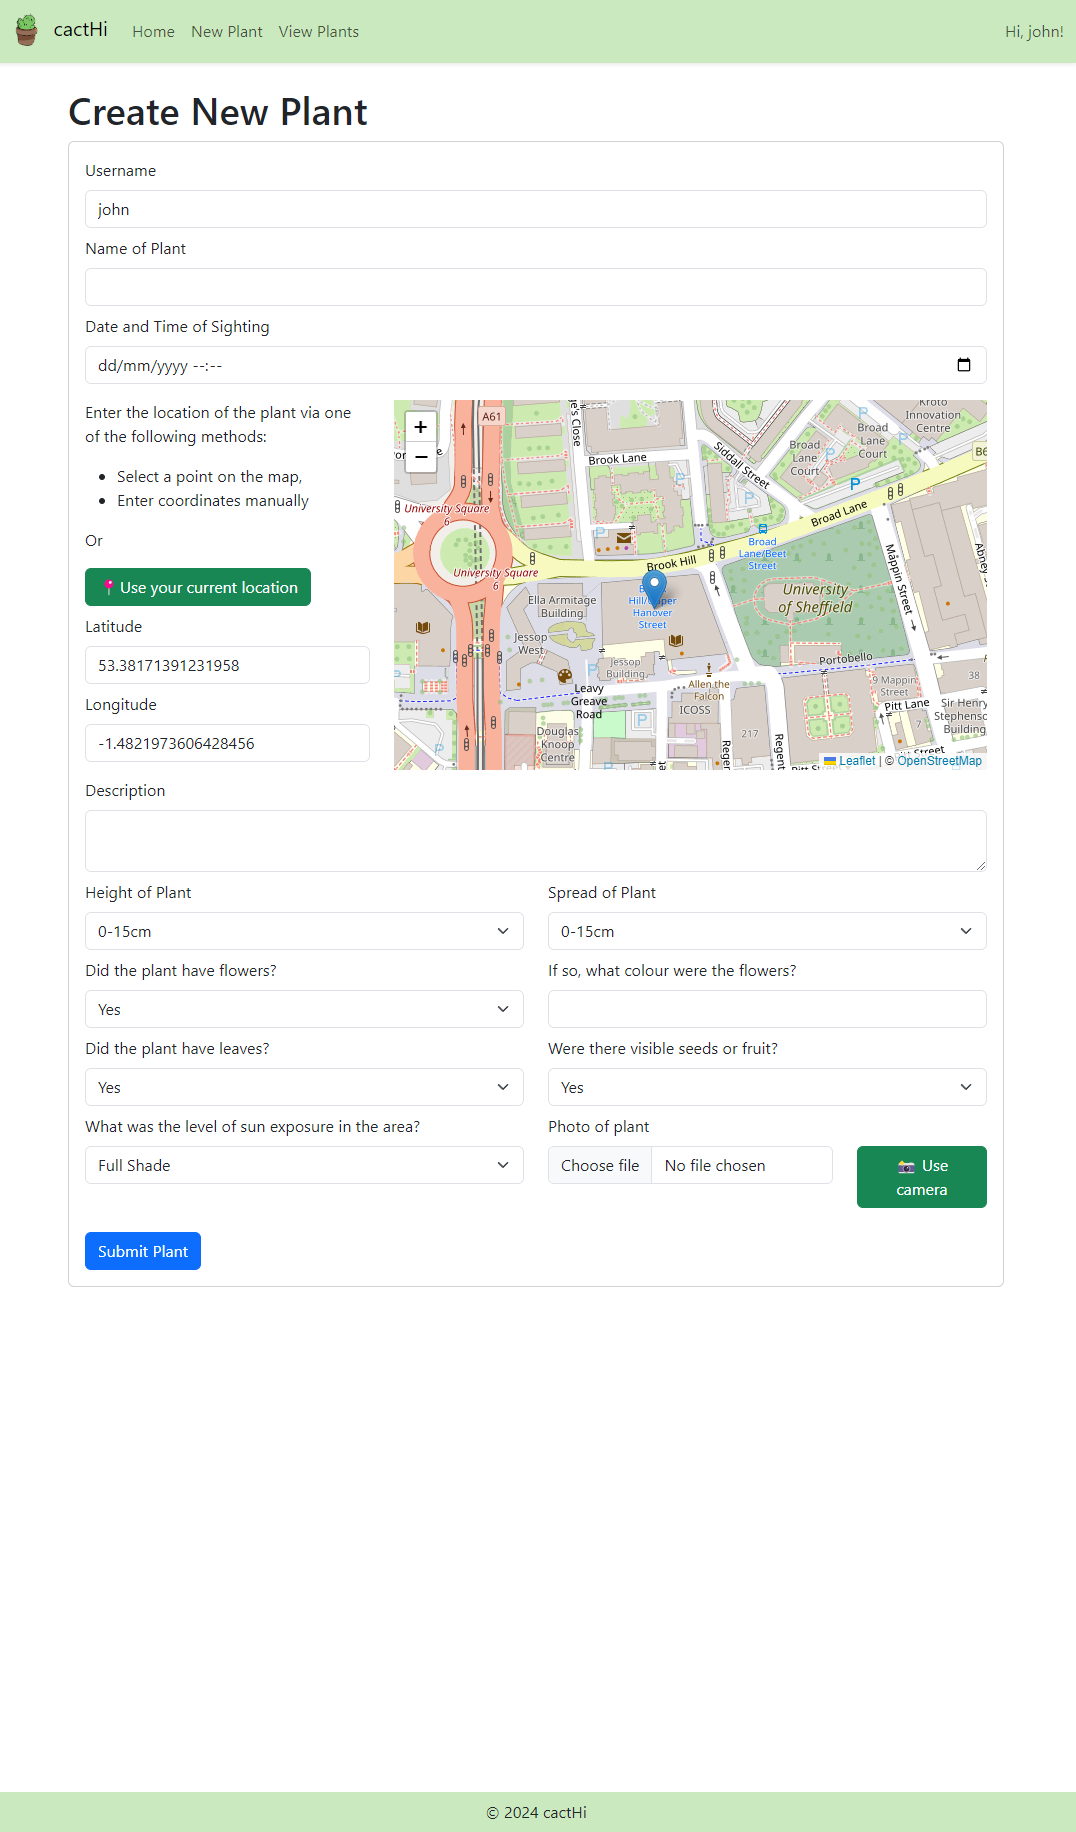 cactHi
Home
New Plant
View Plants
Hi, john!
Create New Plant
Username
john
Name of Plant
Date and Time of Sighting
dd/mm/yyyy --:--
Enter the location of the plant via one
of the following methods:
Select a point on the map,
Enter coordinates manually
Or
Use your current location
Latitude
53.38171391231958
Longitude
-1.4821973606428456
+
−
A61
Brook Lane
Siddall Street
Broad
Lane
Court
Broad
Lane
Court
Kroto
Innovation
Centre
B6
University Square
6
University Square
6
Broad Lane
Broad
Lane/Beet
Street
Brook Hill
Hanover
Street
Ella Armitage
Building
Jessop
West
Jessop
Building
University
of Sheffield
Mappin Street
Portobello
Leavy
Greave
Road
Allen the
Falcon
ICOSS
9 Mappin
Street
38
Pitt Lane
Sir Henry
Building
Douglas
Knoop
Centre
217
7
Leaflet | © OpenStreetMap
Description
Height of Plant
Spread of Plant
0-15cm
0-15cm
Did the plant have flowers?
If so, what colour were the flowers?
Yes
Did the plant have leaves?
Were there visible seeds or fruit?
Yes
Yes
What was the level of sun exposure in the area?
Photo of plant
Full Shade
Choose file
No file chosen
Use
camera
Submit Plant
© 2024 cactHi